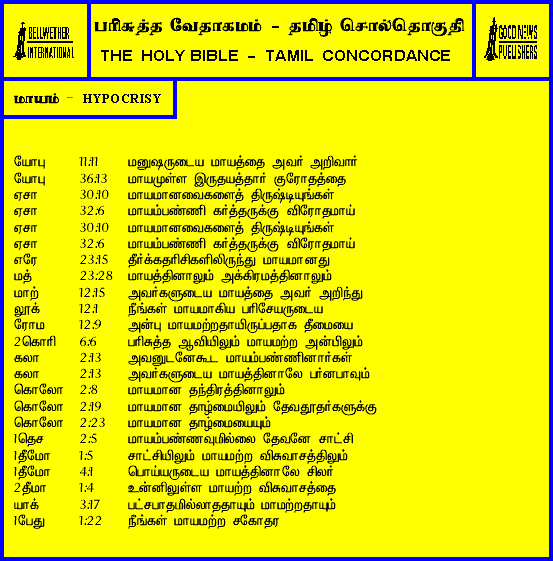 BELLWETHER
INTERNATIONAL
பரிசுத்த வேதாகமம் - தமிழ் சொல்தொகுதி
THE HOLY BIBLE - TAMIL CONCORDANCE
GOOD NEWS
PUBLISHERS
மாயம் - HYPOCRISY
யோபு 11:11 மனுஷருடைய மாயத்தை அவர் அறிவார்
யோபு 36:13 மாயமுள்ள இருதயத்தார் குரோதத்தை
ஏசா 30:10 மாயமானவைகளைத் திருஷ்டியுங்கள்
ஏசா 32:6 மாயம்பண்ணி கர்த்தருக்கு விரோதமாய்
ஏசா 30:10 மாயமானவைகளைத் திருஷ்டியுங்கள்
ஏசா 32:6 மாயம்பண்ணி கர்த்தருக்கு விரோதமாய்
எரே 23:15 தீர்க்கதரிசிகளிலிருந்து மாயமானது
மத் 23:28 மாயத்தினாலும் அக்கிரமத்தினாலும்
மாற் 12:15 அவர்களுடைய மாயத்தை அவர் அறிந்து
லூக் 12:1 நீங்கள் மாயமாகிய பரிசேயருடைய
ரோம 12:9 அன்பு மாயமற்றதாயிருப்பதாக தீமையை
2கொரி 6:6 பரிசுத்த ஆவியிலும் மாயமற்ற அன்பிலும்
கலா 2:13 அவனுடனேகூட மாயம்பண்ணினார்கள்
கலா 2:13 அவர்களுடைய மாயத்தினாலே பர்னபாவும்
கொலோ 2:8 மாயமான தந்திரத்தினாலும்
கொலோ 2:19 மாயமான தாழ்மையிலும் தேவதூதர்களுக்கு
கொலோ 2:23 மாயமான தாழ்மையையும்
1தெச 2:5 மாயம்பண்ணவுமில்லை தேவனே சாட்சி
1தீமோ 1:5 சாட்சியிலும் மாயமற்ற விசுவாசத்திலும்
1தீமோ 4:1 பொய்யருடைய மாயத்தினாலே சிலர்
2தீமா 1:4 உன்னிலுள்ள மாயற்ற விசுவாசத்தை
யாக் 3:17 பட்சபாதமில்லாததாயும் மாமற்றதாயும்
1பேது 1:22 நீங்கள் மாயமற்ற சகோதர